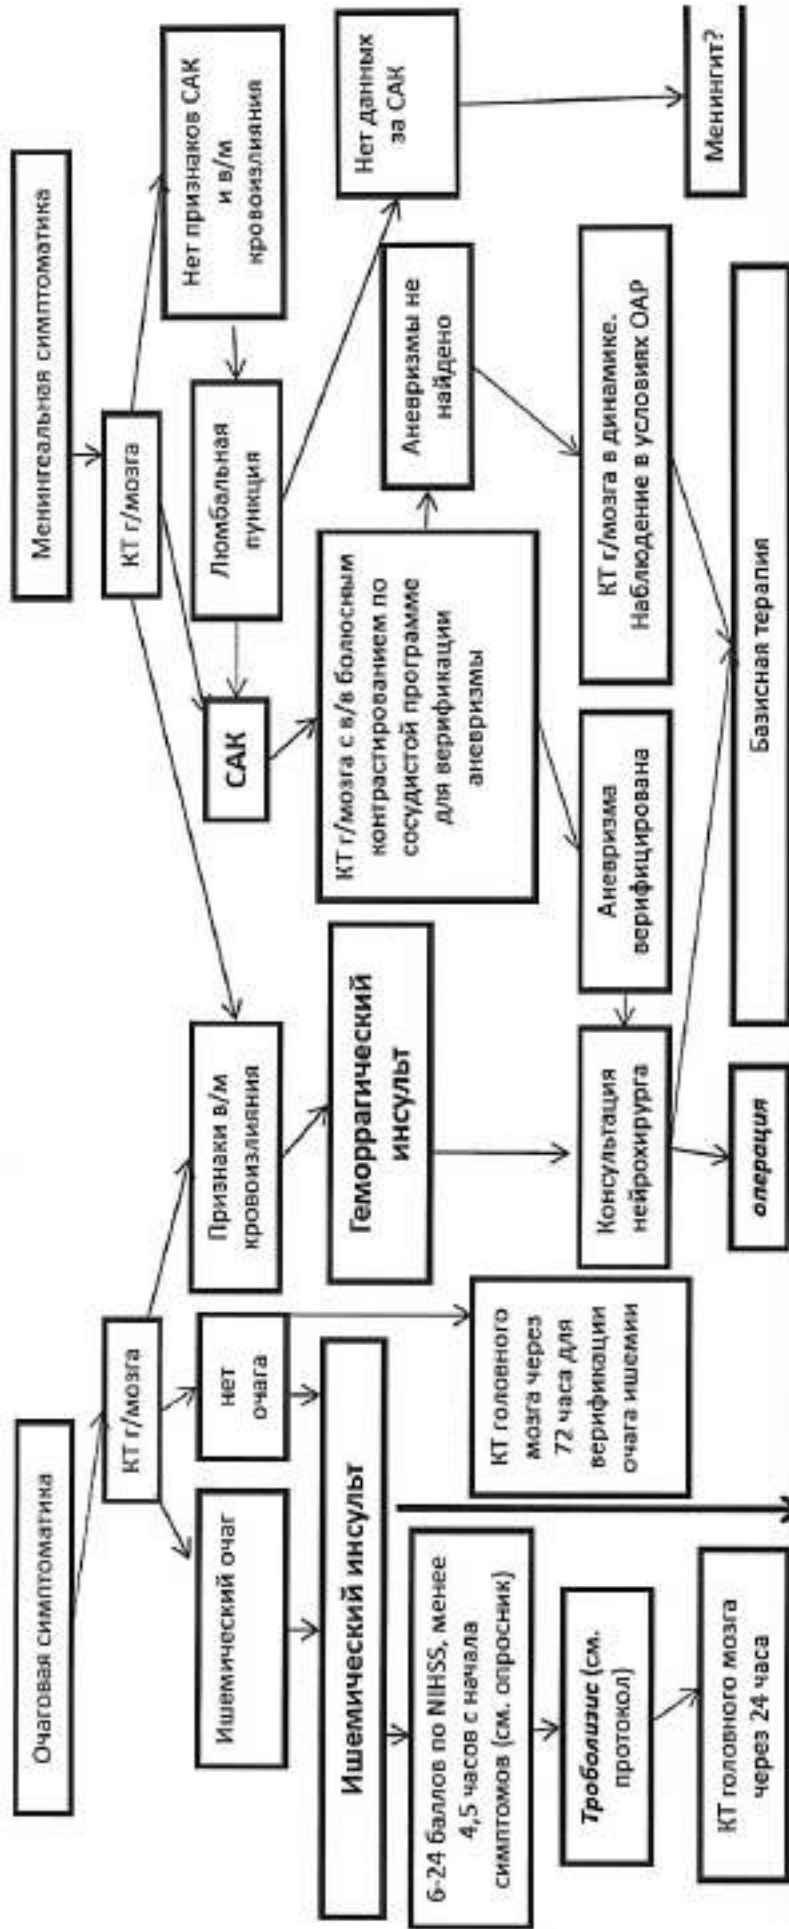 Очаговая симптоматика
Менингеальная симптоматика
КТ г/мозга
КТ г/мозга
Ишемический очаг
нет
очага
Признаки в/м
кровоизлияния
САК
Люмбальная
пункция
Нет признаков САК
и в/м
кровоизлияния
Ишемический инсульт
Геморрагический
инсульт
КТ г/мозга с в/в болюсным
контрастированием по
сосудистой программе
для верификации
аневризмы
Аневризмы не
найдено
Нет данных
за САК
6-24 баллов по NIHSS, менее
4,5 часов с начала
симптомов (см. опросник)
КТ головного
мозга через
72 часа для
верификации
очага ишемии
Консультация
нейрохирурга
Аневризма
верифицирована
КТ г/мозга в динамике.
Наблюдение в условиях ОАР
Троболизис (см.
протокол)
КТ головного мозга
через 24 часа
операция
Базисная терапия
Менингит?